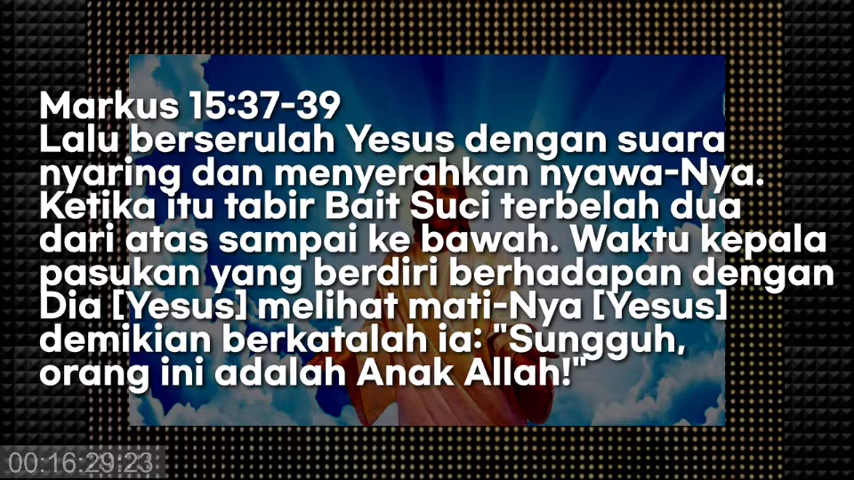 Markus 15:37-39
Lalu berserulah Yesus dengan suara
nyaring dan menyerahkan nyawa-Nya.
Ketika itu tabir Bait Suci terbelah dua
dari atas sampai ke bawah. Waktu kepala
pasukan yang berdiri berhadapan dengan
Dia [Yesus] melihat mati-Nya [Yesus]
demikian berkatalah ia: "Sungguh,
orang ini adalah Anak Allah!"
00:16:29:23